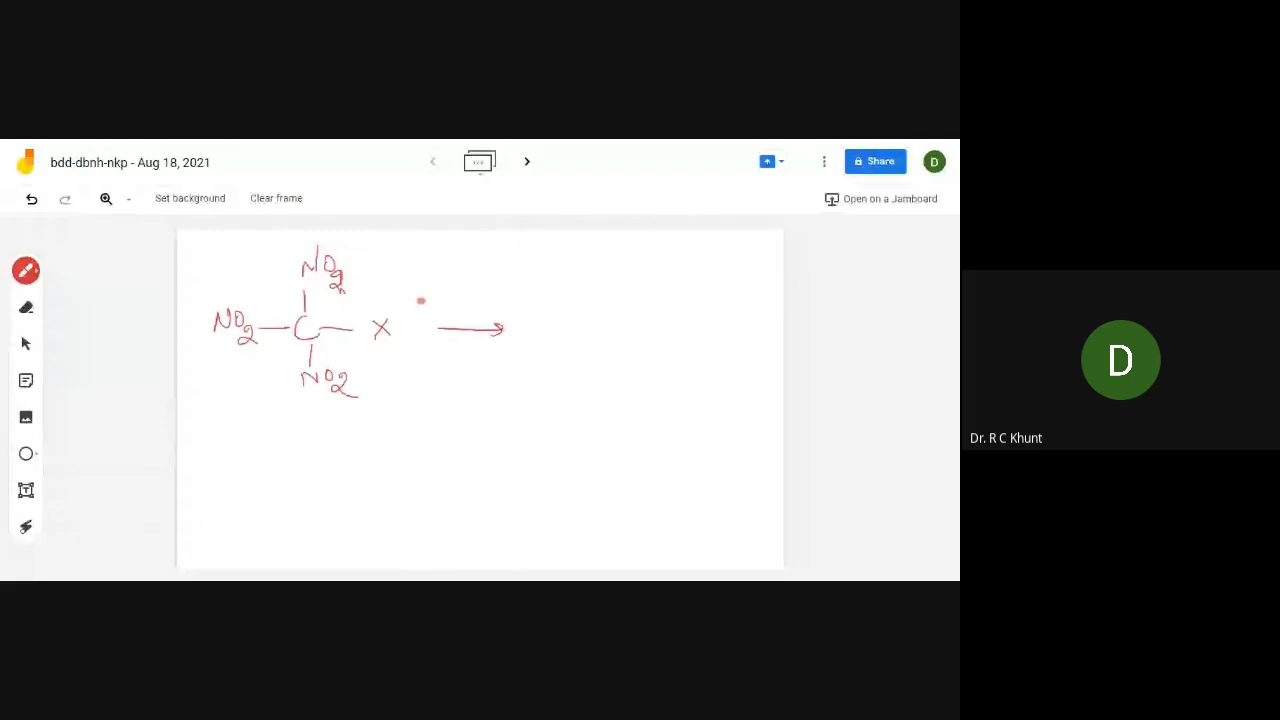 bdd-dbnh-nkp - Aug 18, 2021
Share
D
Set background
Clear frame
Open on a Jamboard
NO2
NO2 — C — X →
NO2
D
Dr. R C Khunt